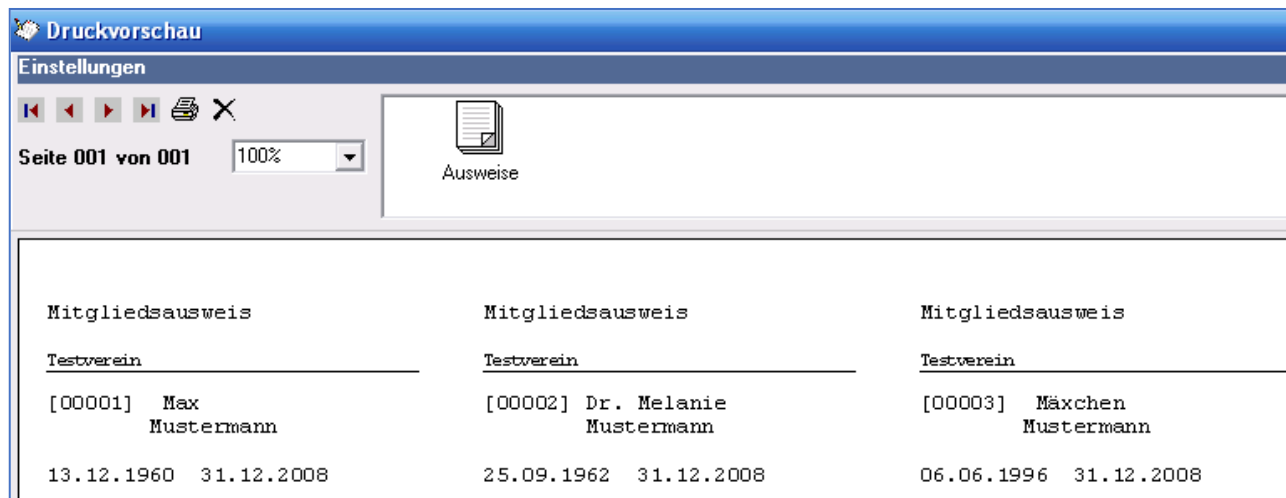 Druckvorschau
Einstellungen
Seite 001 von 001 100%
Ausweise
Mitgliedsausweis Mitgliedsausweis Mitgliedsausweis
Testverein Testverein Testverein
[00001] Max [00002] Dr. Melanie [00003] Mäxchen
Mustermann Mustermann Mustermann
13.12.1960 31.12.2008 25.09.1962 31.12.2008 06.06.1996 31.12.2008